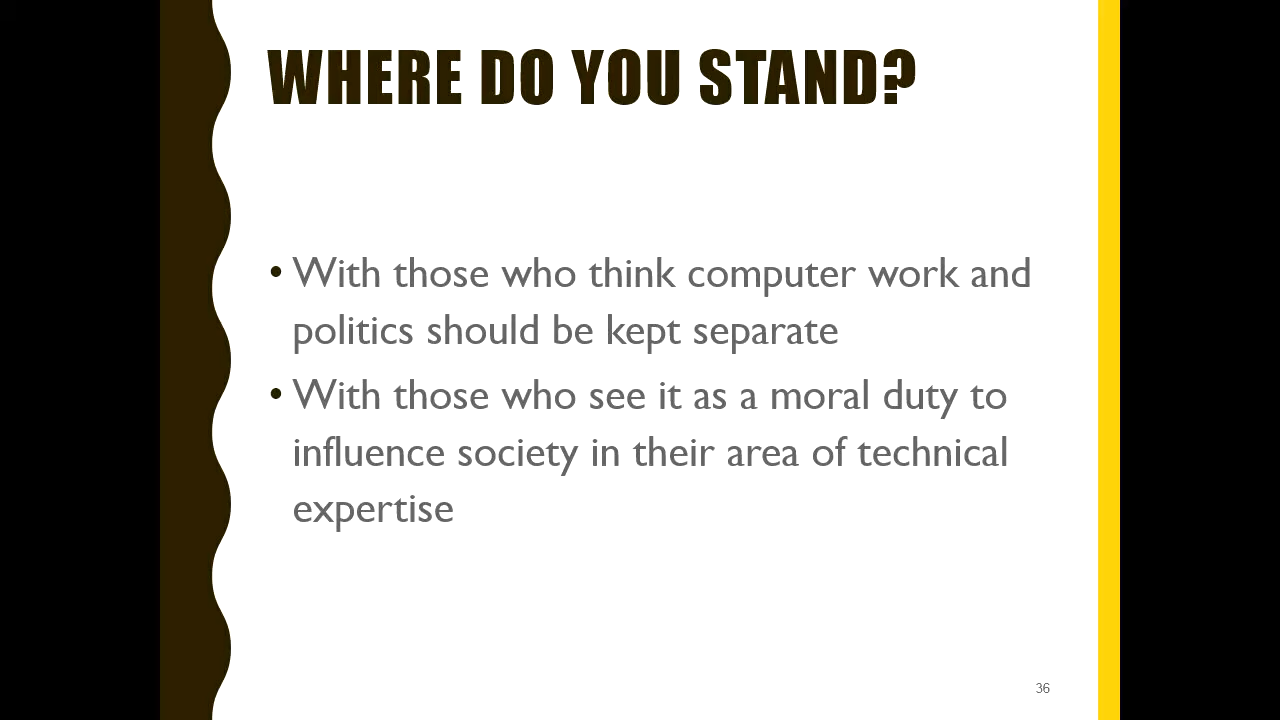 WHERE DO YOU STAND?
• With those who think computer work and
politics should be kept separate
• With those who see it as a moral duty to
influence society in their area of technical
expertise
36